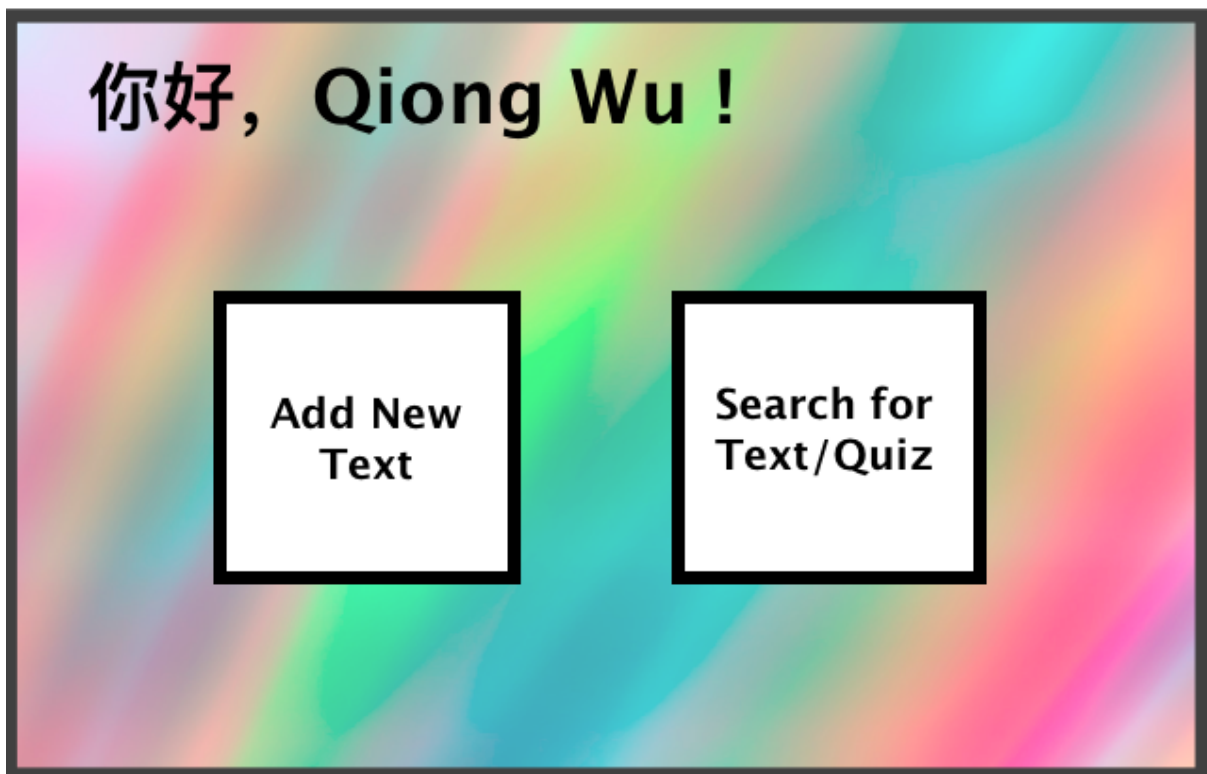 你好，Qiong Wu！
Add New
Text
Search for
Text/Quiz